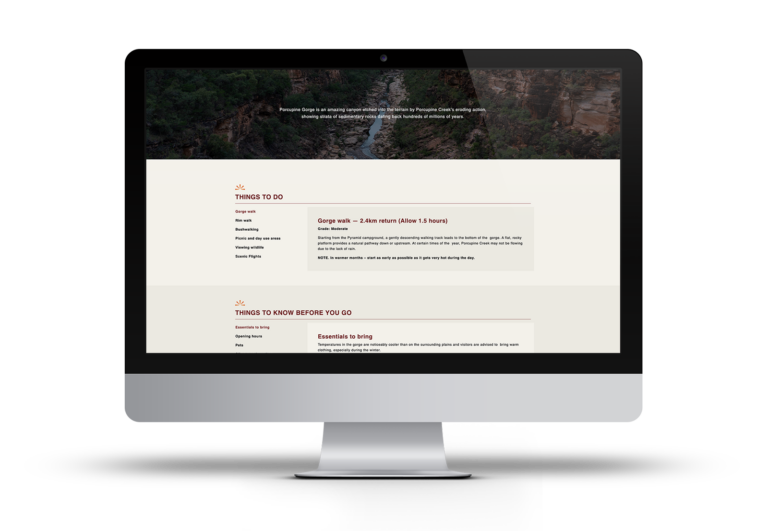 Porcupine Gorge is an amazing canyon etched into the terrain by Porcupine Creek's eroding action,
showing strata of sedimentary rocks dating back hundreds of millions of years.
THINGS TO DO
Gorge walk
Rim walk
Bushwalking
Picnic and day-use areas
Viewing wildlife
Scenic Flights
Gorge walk — 2.4km return (Allow 1.5 hours)
Grade: Moderate
Starting from the Pyramid campground, a gently descending walking track leads to the bottom of the gorge. A flat, rocky
platform provides a natural pathway down or upstream. At certain times of the year, Porcupine Creek may not be flowing
due to the lack of rain.
NOTE. In warmer months – start as early as possible as it gets very hot during the day.
THINGS TO KNOW BEFORE YOU GO
Essentials to bring
Opening hours
Pets
Essentials to bring
Temperatures in the gorge are noticeably cooler than on the surrounding plains and visitors are advised to bring warm
clothing, especially during the winter.